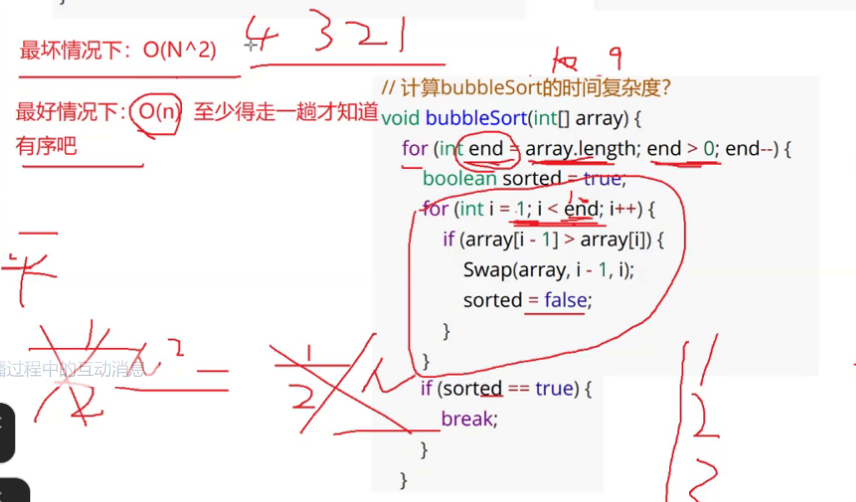 4 3 2 1
最坏情况下：O(N^2)
9
// 计算bubbleSort的时间复杂度?
最好情况下：O(n) 至少得走一趟才知道
有序吧
void bubbleSort(int[] array) {
for (int end = array.length; end > 0; end--) {
boolean sorted = true;
for (int i = 1; i < end; i++) {
if (array[i - 1] > array[i]) {
Swap(array, i - 1, i);
sorted = false;
}
}
播过程中的互动消息
if (sorted == true) {
break;
}
}
1
2